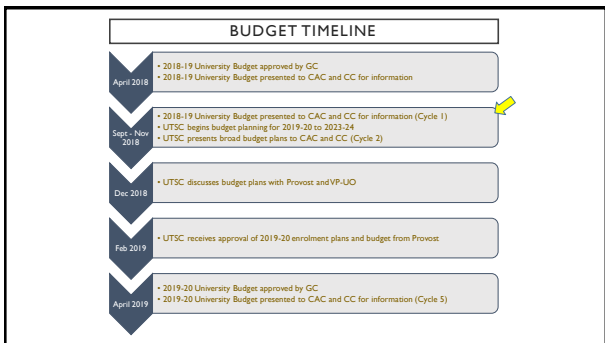 BUDGET TIMELINE
April 2018
• 2018-19 University Budget approved by GC
• 2018-19 University Budget presented to CAC and CC for information
Sept - Nov
2018
• 2018-19 University Budget presented to CAC and CC for information (Cycle 1)
• UTSC begins budget planning for 2019-20 to 2023-24
• UTSC presents broad budget plans to CAC and CC (Cycle 2)
Dec 2018
• UTSC discusses budget plans with Provost and VP-UO
Feb 2019
• UTSC receives approval of 2019-20 enrolment plans and budget from Provost
April 2019
• 2019-20 University Budget approved by GC
• 2019-20 University Budget presented to CAC and CC for information (Cycle 5)